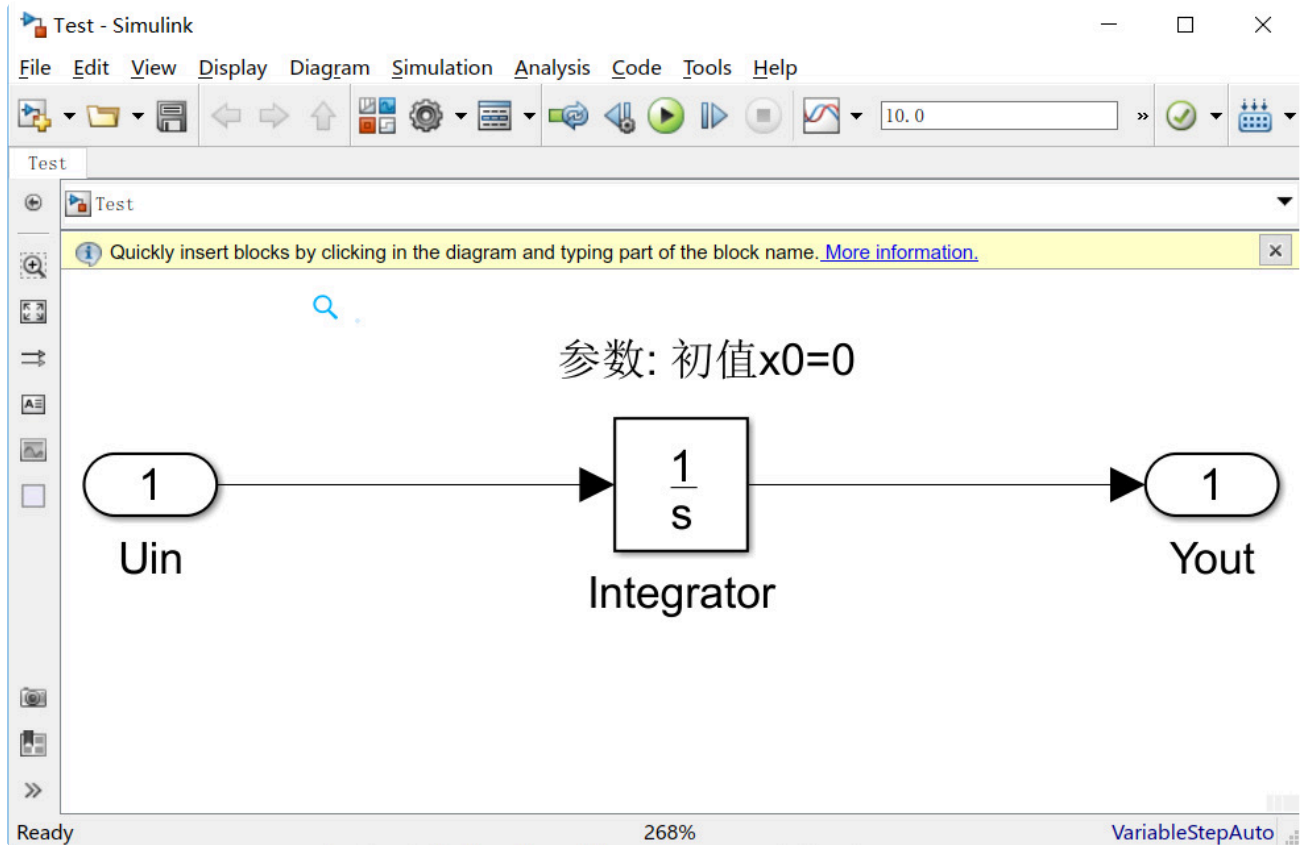 Test - Simulink
File Edit View Display Diagram Simulation Analysis Code Tools Help
10.0 »
Test
Test
Quickly insert blocks by clicking in the diagram and typing part of the block name. More information.
参数: 初值x0=0
1
1
s
1
Uin
Integrator
Yout
Ready 268% VariableStepAuto